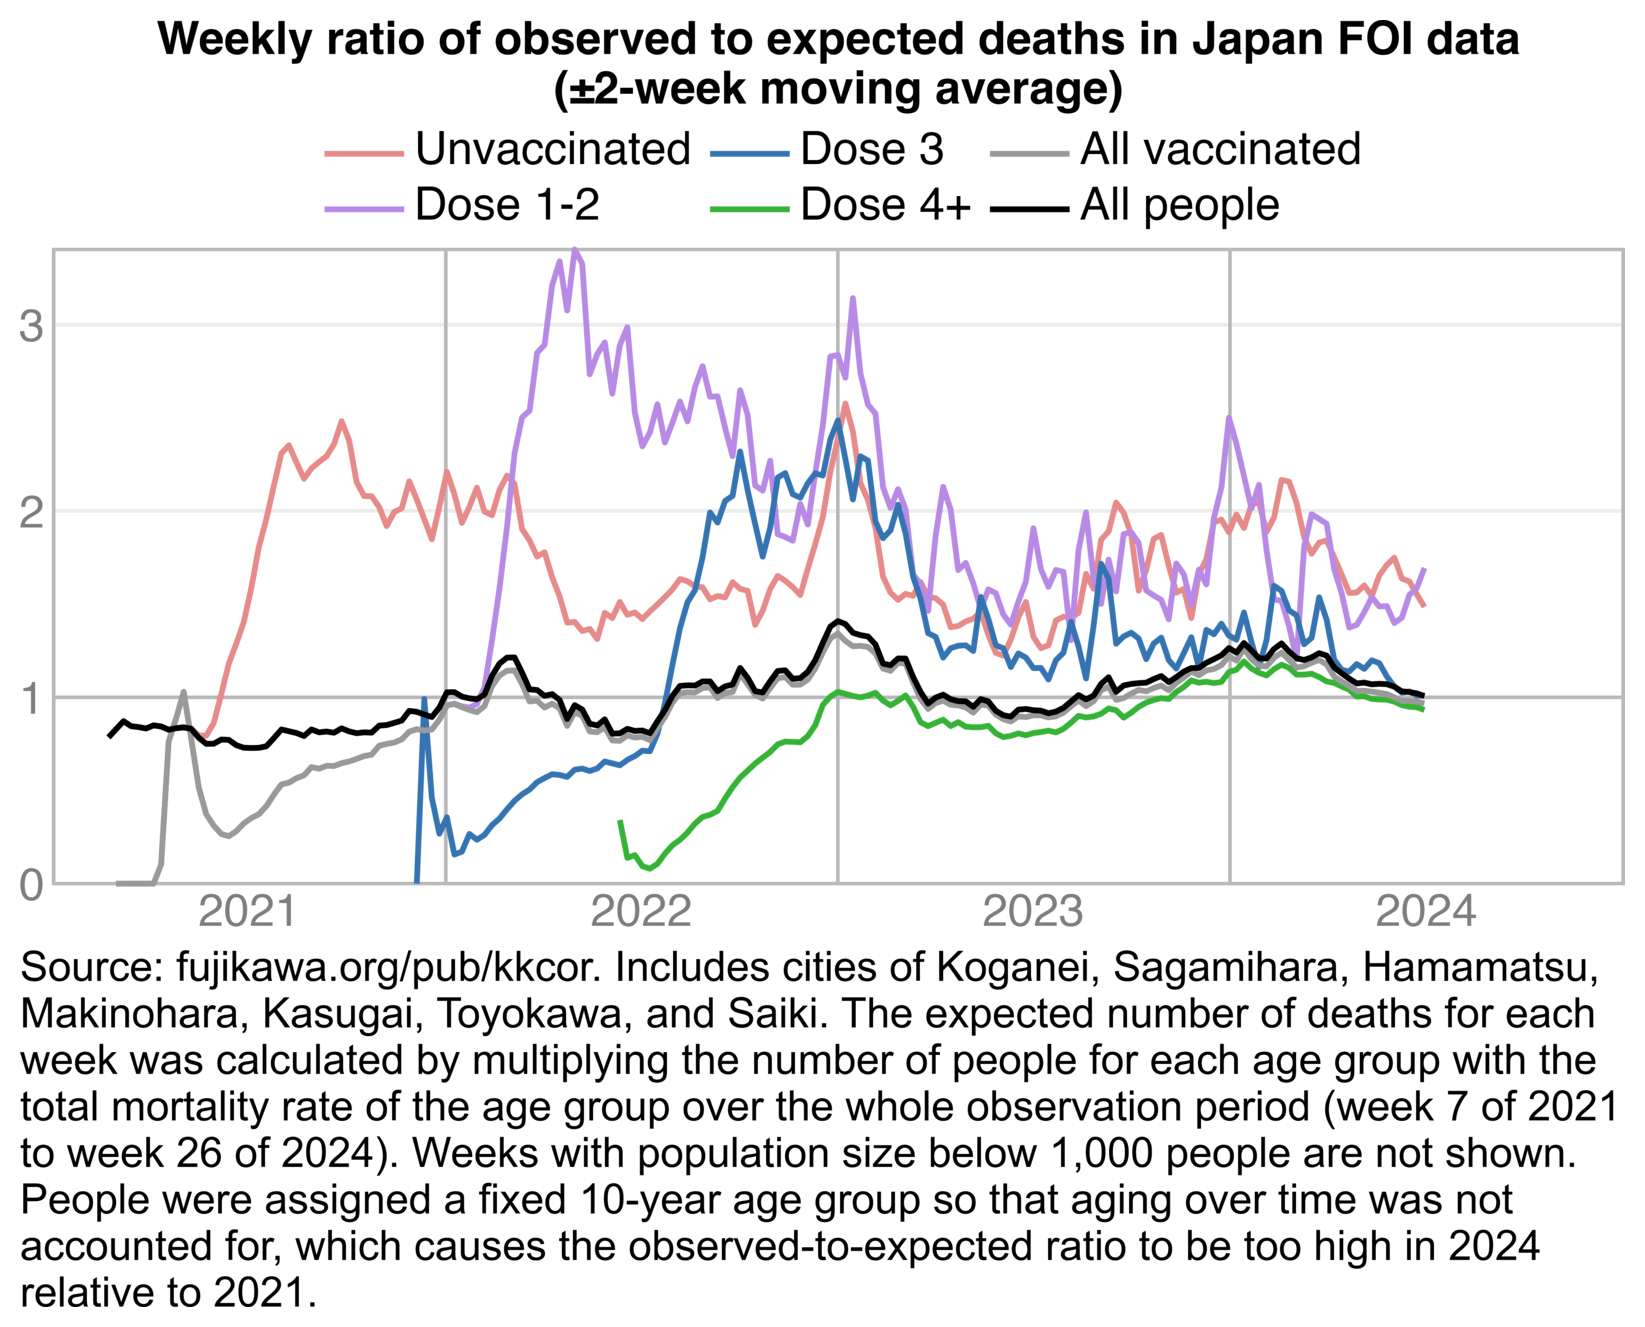 Weekly ratio of observed to expected deaths in Japan FOI data
(±2-week moving average)
Unvaccinated Dose 3 All vaccinated
Dose 1-2 Dose 4+ All people
3
2
1
0
2021 2022 2023 2024
Source: fujikawa.org/pub/kkcor. Includes cities of Koganei, Sagamihara, Hamamatsu,
Makinohara, Kasugai, Toyokawa, and Saiki. The expected number of deaths for each
week was calculated by multiplying the number of people for each age group with the
total mortality rate of the age group over the whole observation period (week 7 of 2021
to week 26 of 2024). Weeks with population size below 1,000 people are not shown.
People were assigned a fixed 10-year age group so that aging over time was not
accounted for, which causes the observed-to-expected ratio to be too high in 2024
relative to 2021.